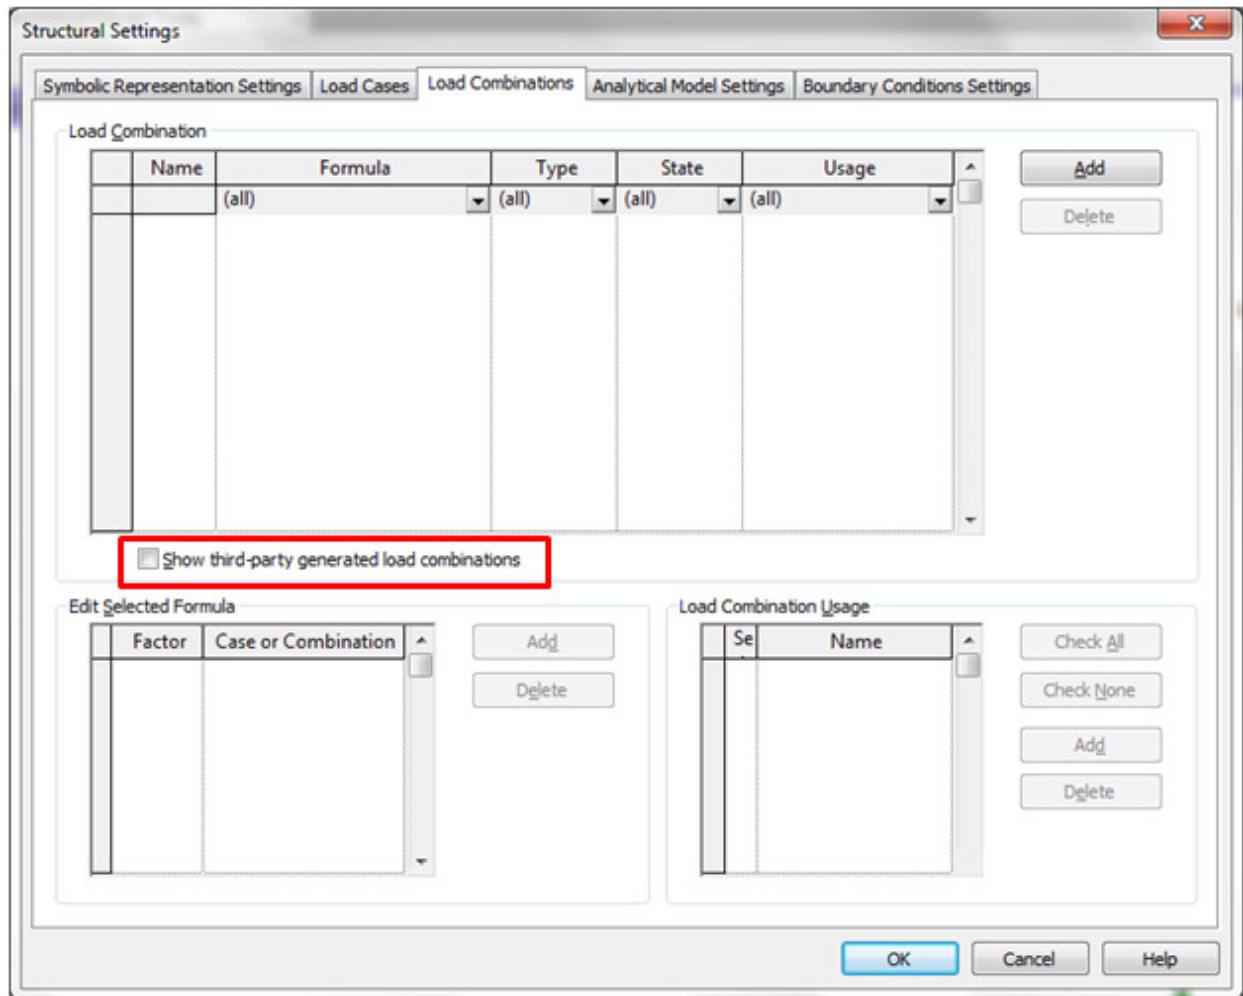 Structural Settings
Symbolic Representation Settings Load Cases Load Combinations Analytical Model Settings Boundary Conditions Settings
Load Combination
Name Formula Type State Usage
(all) (all) (all) (all)
Add
Delete
Show third-party generated load combinations
Edit Selected Formula
Factor Case or Combination
Add
Delete
Load Combination Usage
Se Name
Check All
Check None
Add
Delete
OK Cancel Help